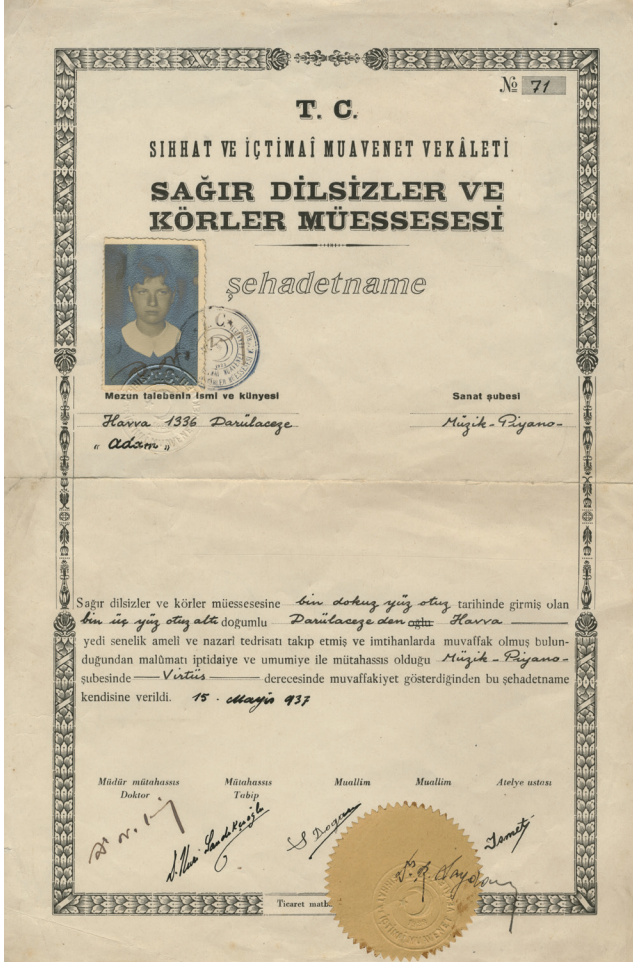 № 71
T. C.
SIHHAT VE İÇTİMAÎ MUAVENET VEKÂLETİ
SAĞIR DİLSİZLER VE
KÖRLER MÜESSESESİ
şehadetname
Mezun talebenin ismi ve künyesi
Sanat şubesi
Havva 1336 Darülaceze
Müzik - Piyano -
" Adam "
Sağır dilsizler ve körler müessesesine bin dokuz yüz otuz tarihinde girmiş olan
bin üç yüz otuz altı doğumlu Darülaceze den oğlu Havva
yedi senelik amelî ve nazarî tedrisatı takip etmiş ve imtihanlarda muvaffak olmuş bulun-
duğundan malûmatı iptidaiye ve umumiye ile mütahassıs olduğu Müzik - Piyano -
şubesinde Virtüs derecesinde muvaffakiyet gösterdiğinden bu şehadetname
kendisine verildi. 15 - Mayıs 937
Müdür mütahassıs Doktor
Mütahassıs Tabip
Muallim
Muallim
Atelye ustası
S Dogan
İsmet
Ticaret